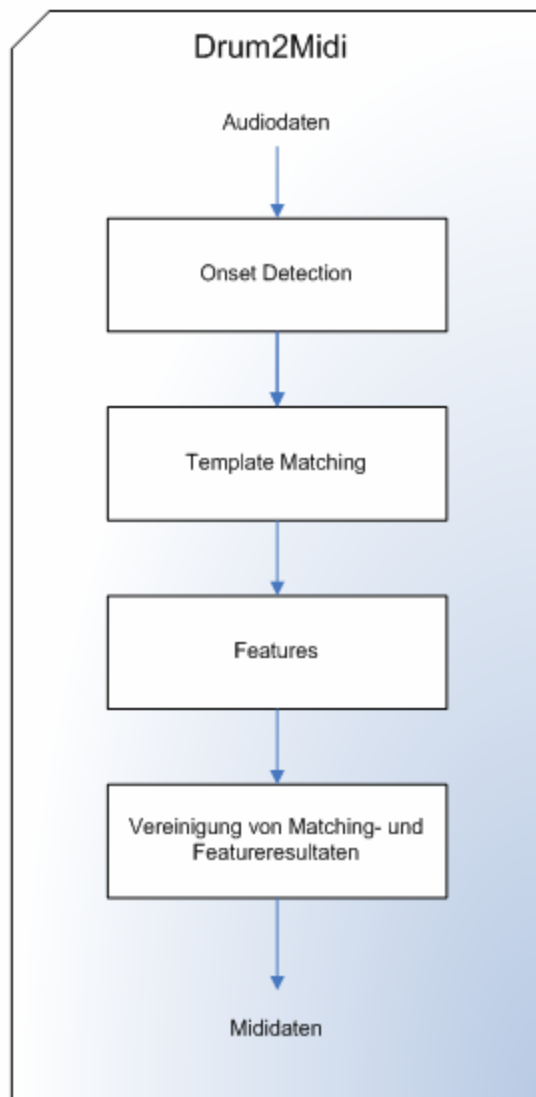 Drum2Midi
Audiodaten
Onset Detection
Template Matching
Features
Vereinigung von Matching- und
Featureresultaten
Mididaten